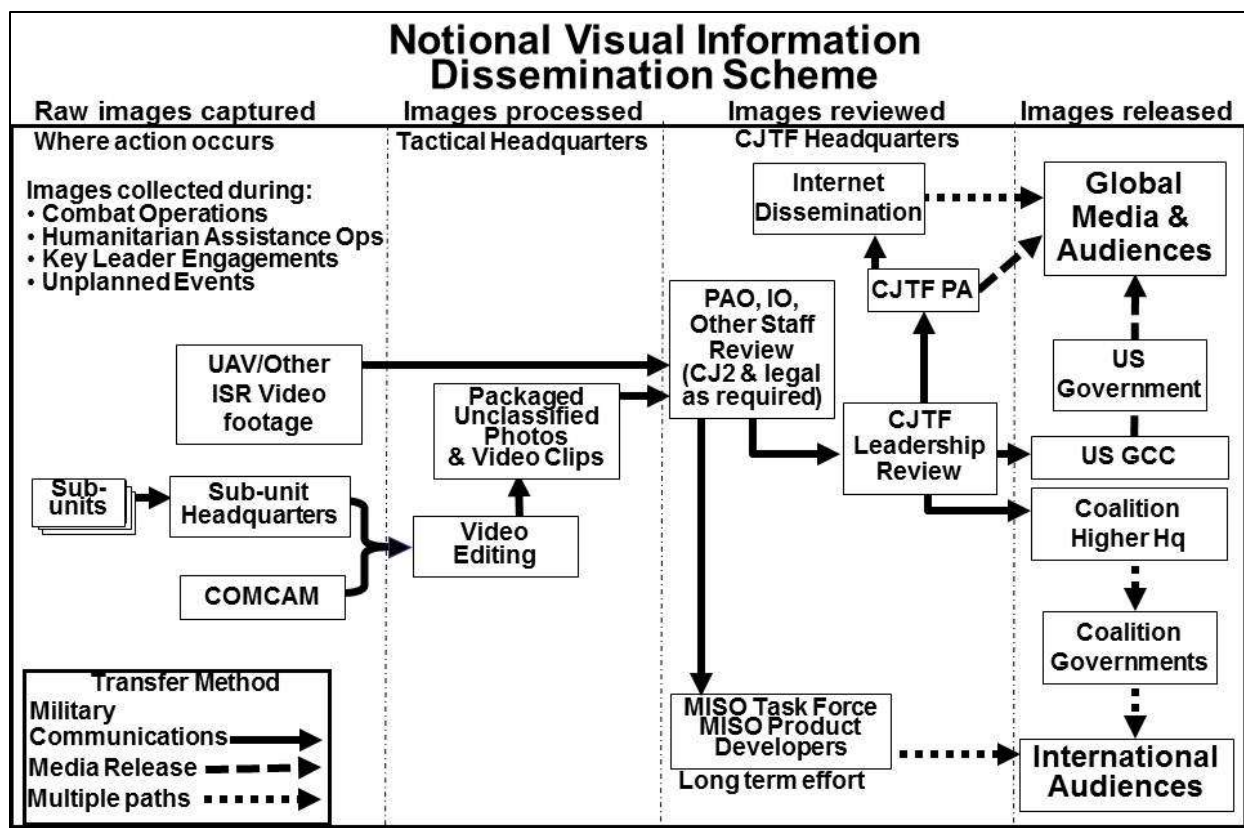 Notional Visual Information
Dissemination Scheme
Raw images captured
Images processed
Images reviewed
Images released
Where action occurs
Tactical Headquarters
CJTF Headquarters
Images collected during:
• Combat Operations
• Humanitarian Assistance Ops
• Key Leader Engagements
• Unplanned Events
UAV/Other
ISR Video
footage
Sub-
units
Sub-unit
Headquarters
COMCAM
Packaged
Unclassified
Photos
& Video Clips
Video
Editing
Internet
Dissemination
CJTF PA
PAO, IO,
Other Staff
Review
(CJ2 & legal
as required)
CJTF
Leadership
Review
MISO Task Force
MISO Product
Developers
Long term effort
Global
Media &
Audiences
US
Government
US GCC
Coalition
Higher Hq
Coalition
Governments
International
Audiences
Transfer Method
Military
Communications
Media Release
Multiple paths